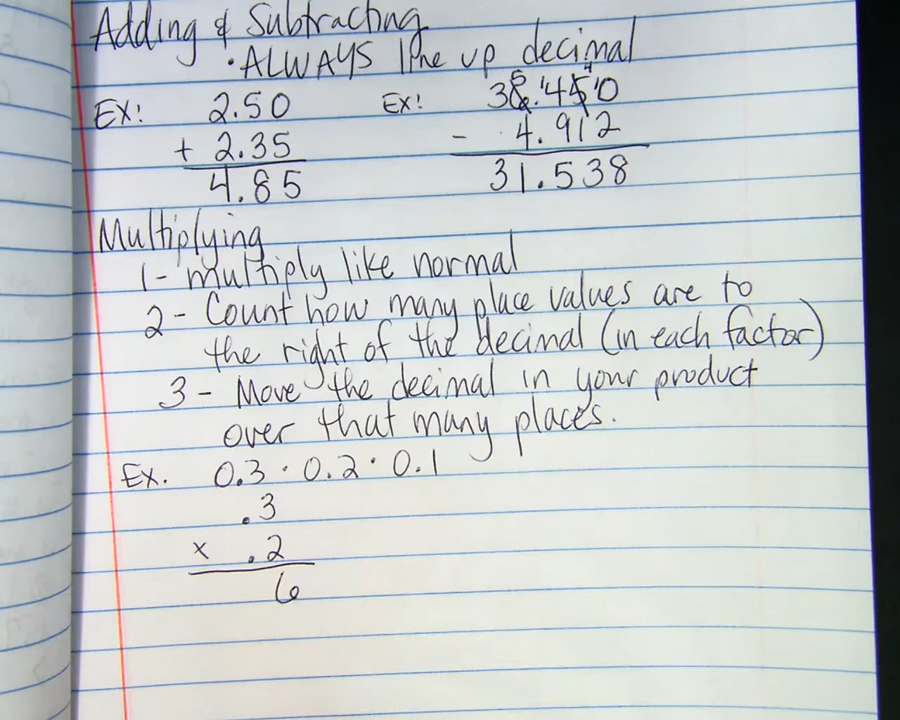 Adding & Subtracting
• ALWAYS line up decimal
Ex: 2.50 Ex: 36.450
+ 2.35 - 4.912
4.85 31.538
Multiplying
1- multiply like normal
2- Count how many place values are to
the right of the decimal (in each factor)
3- Move the decimal in your product
over that many places.
Ex. 0.3 · 0.2 · 0.1
.3
x .2
6